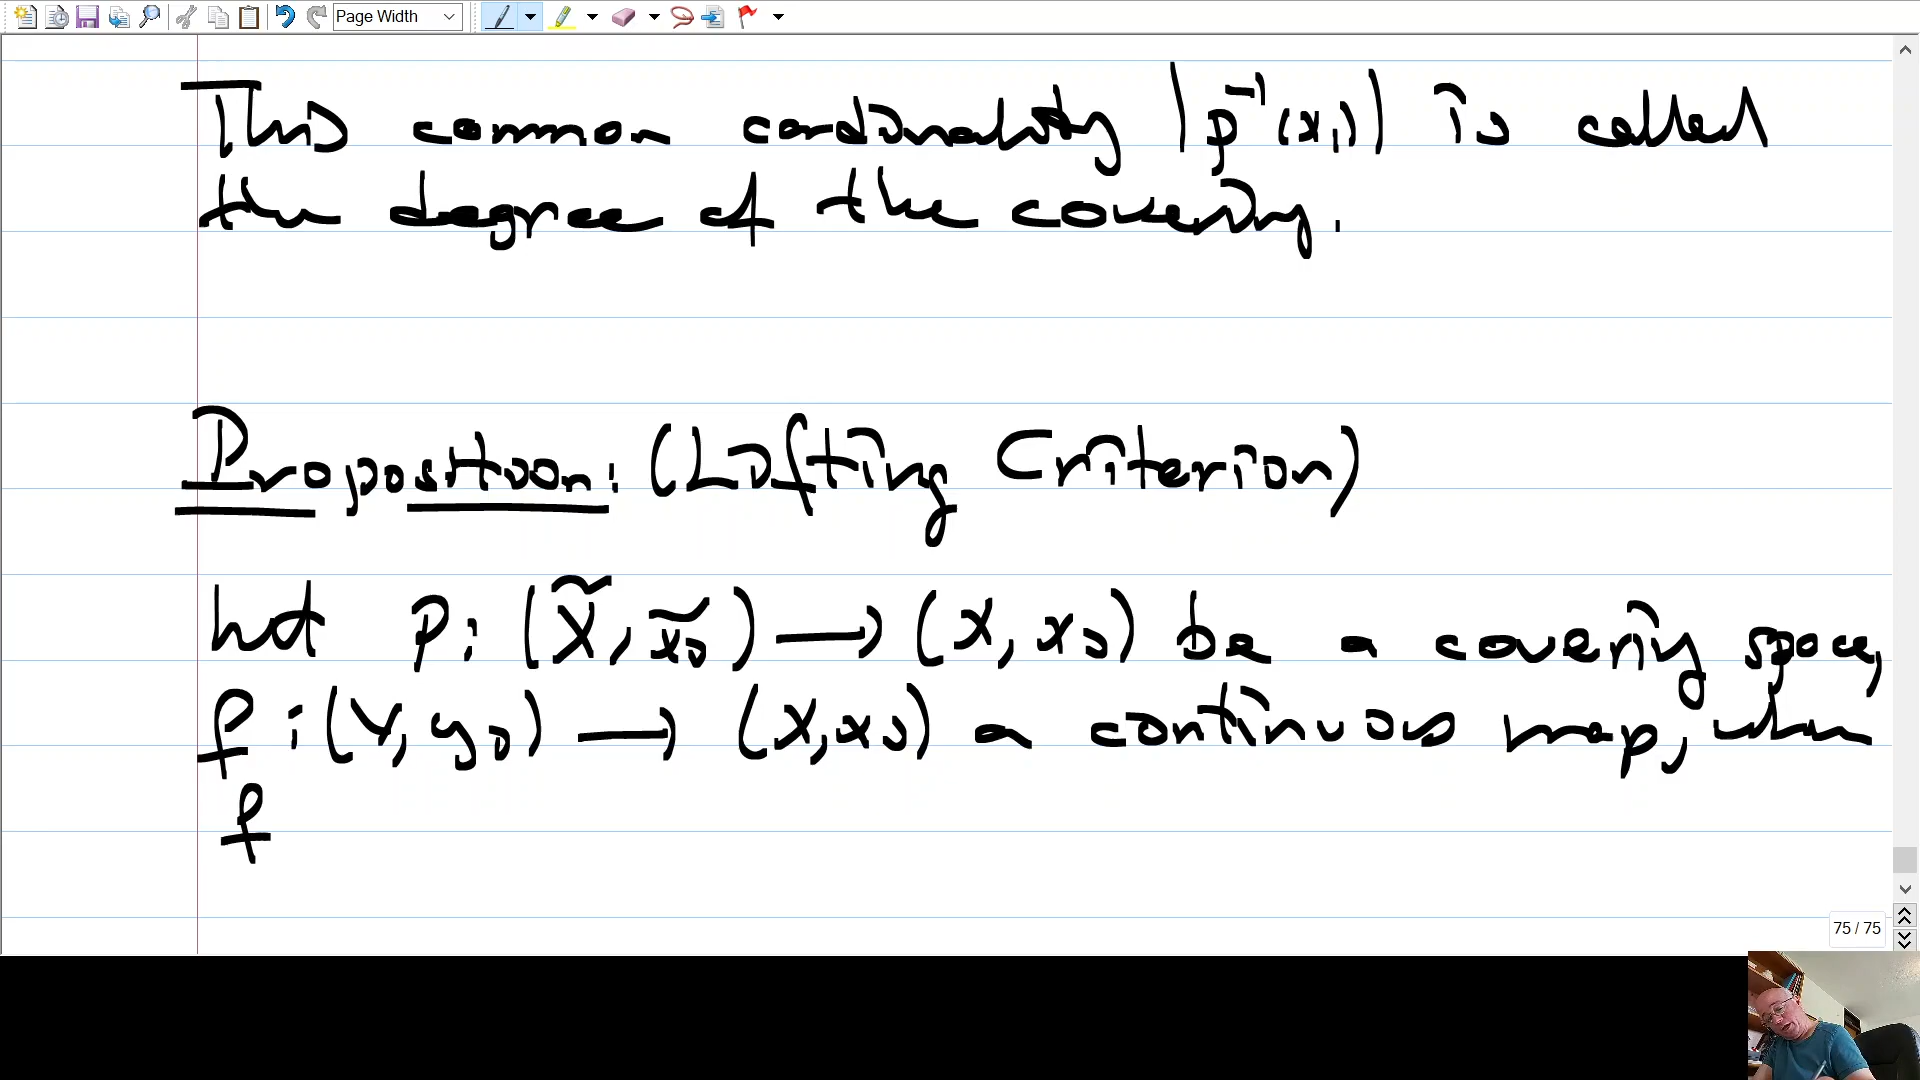 Page Width
This common cardinality |p⁻¹(x₁)| is called
the degree of the covering.
Proposition: (Lifting Criterion)
Let p: (X̃, x̃₀) → (X, x₀) be a covering space,
f: (Y, y₀) → (X, x₀) a continuous map, when
f
75 / 75